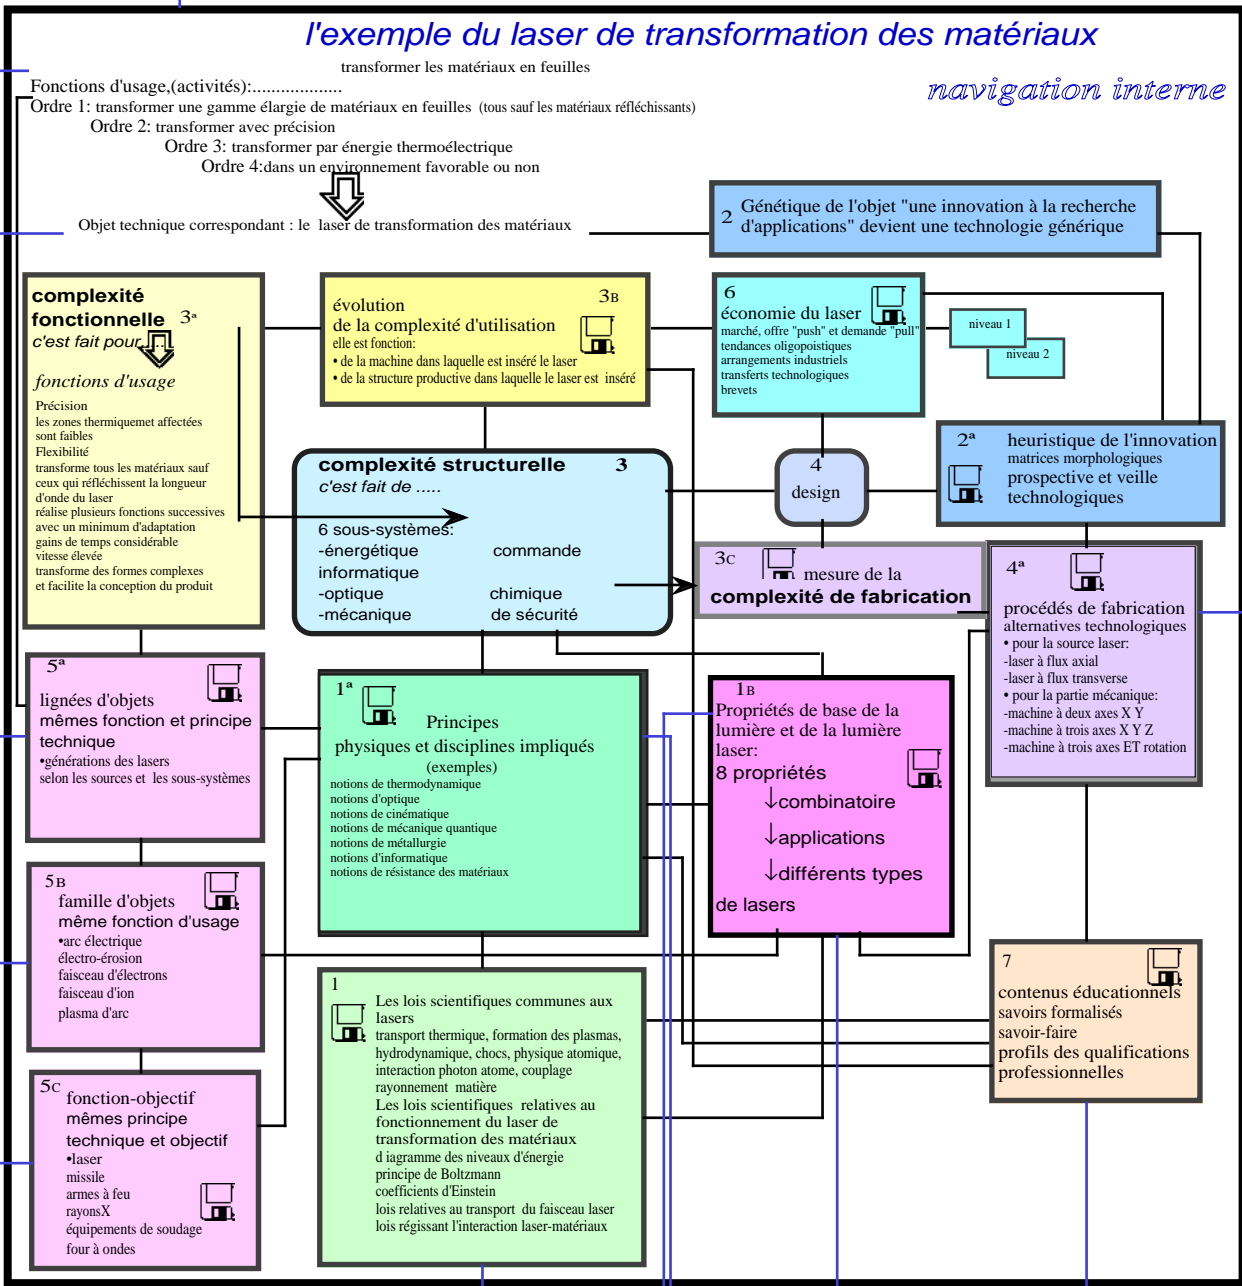 l'exemple du laser de transformation des matériaux
navigation interne
transformer les matériaux en feuilles
Fonctions d'usage,(activités):...................
Ordre 1: transformer une gamme élargie de matériaux en feuilles (tous sauf les matériaux réfléchissants)
Ordre 2: transformer avec précision
Ordre 3: transformer par énergie thermoélectrique
Ordre 4:dans un environnement favorable ou non
Objet technique correspondant : le laser de transformation des matériaux
2 Génétique de l'objet "une innovation à la recherche
d'applications" devient une technologie générique
complexité
fonctionnelle 3ª
c'est fait pour.....
fonctions d'usage
Précision
les zones thermiquemet affectées
sont faibles
Flexibilité
transforme tous les matériaux sauf
ceux qui réfléchissent la longueur
d'onde du laser
réalise plusieurs fonctions successives
avec un minimum d'adaptation
gains de temps considérable
vitesse élevée
transforme des formes complexes
et facilite la conception du produit
3B
évolution
de la complexité d'utilisation
elle est fonction:
• de la machine dans laquelle est inséré le laser
• de la structure productive dans laquelle le laser est inséré
6
économie du laser
marché, offre "push" et demande "pull"
tendances oligopoistiques
arrangements industriels
transferts technologiques
brevets
niveau 1
niveau 2
complexité structurelle 3
c'est fait de .....
6 sous-systèmes:
-énergétique commande
informatique
-optique chimique
-mécanique de sécurité
4
design
2ª heuristique de l'innovation
matrices morphologiques
prospective et veille
technologiques
3C mesure de la
complexité de fabrication
4ª
procédés de fabrication
alternatives technologiques
• pour la source laser:
-laser à flux axial
-laser à flux transverse
• pour la partie mécanique:
-machine à deux axes X Y
-machine à trois axes X Y Z
-machine à trois axes ET rotation
5ª
lignées d'objets
mêmes fonction et principe
technique
•générations des lasers
selon les sources et les sous-systèmes
1ª
Principes
physiques et disciplines impliqués
(exemples)
notions de thermodynamique
notions d'optique
notions de cinématique
notions de mécanique quantique
notions de métallurgie
notions d'informatique
notions de résistance des matériaux
1B
Propriétés de base de la
lumière et de la lumière
laser:
8 propriétés
↓combinatoire
↓applications
↓différents types
de lasers
5B
famille d'objets
même fonction d'usage
•arc électrique
électro-érosion
faisceau d'électrons
faisceau d'ion
plasma d'arc
1
Les lois scientifiques communes aux
lasers
transport thermique, formation des plasmas,
hydrodynamique, chocs, physique atomique,
interaction photon atome, couplage
rayonnement matière
Les lois scientifiques relatives au
fonctionnement du laser de
transformation des matériaux
d iagramme des niveaux d'énergie
principe de Boltzmann
coefficients d'Einstein
lois relatives au transport du faisceau laser
lois régissant l'interaction laser-matériaux
7
contenus éducationnels
savoirs formalisés
savoir-faire
profils des qualifications
professionnelles
5C
fonction-objectif
mêmes principe
technique et objectif
•laser
missile
armes à feu
rayonsX
équipements de soudage
four à ondes